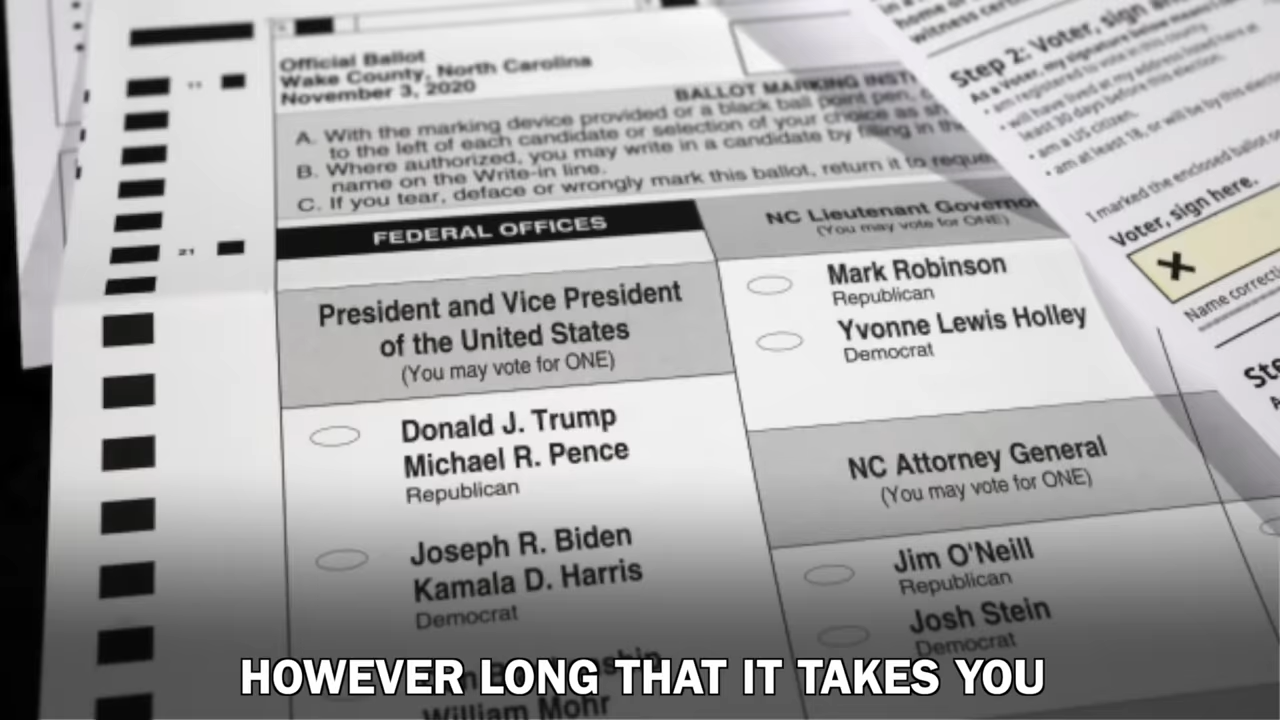 11
Official Ballot
Wake County, North Carolina
November 3, 2020
BALLOT MARKING
A. With the marking device provided or a black ball point pen,
to the left of each candidate or selection of your choice as
B. Where authorized, you may write in a candidate by filling in the
name on the Write-in line.
C. If you tear, deface or wrongly mark this ballot, return it to
21
FEDERAL OFFICES
President and Vice President
of the United States
(You may vote for ONE)
Donald J. Trump
Michael R. Pence
Republican
Joseph R. Biden
Kamala D. Harris
Democrat
William Mohr
NC Lieutenant
(You may vote for ONE)
Mark Robinson
Republican
Yvonne Lewis Holley
Democrat
NC Attorney General
(You may vote for ONE)
Jim O'Neill
Republican
Josh Stein
Democrat
Step 2: Voter, sign
As a voter, my signature below means
• am registered to vote in this county.
• will have lived at my address listed here at
least 30 days before this election.
• am a US citizen.
• am at least 18, or will be by this
I marked the enclosed ballot
Voter, sign here.
X
Name
HOWEVER LONG THAT IT TAKES YOU